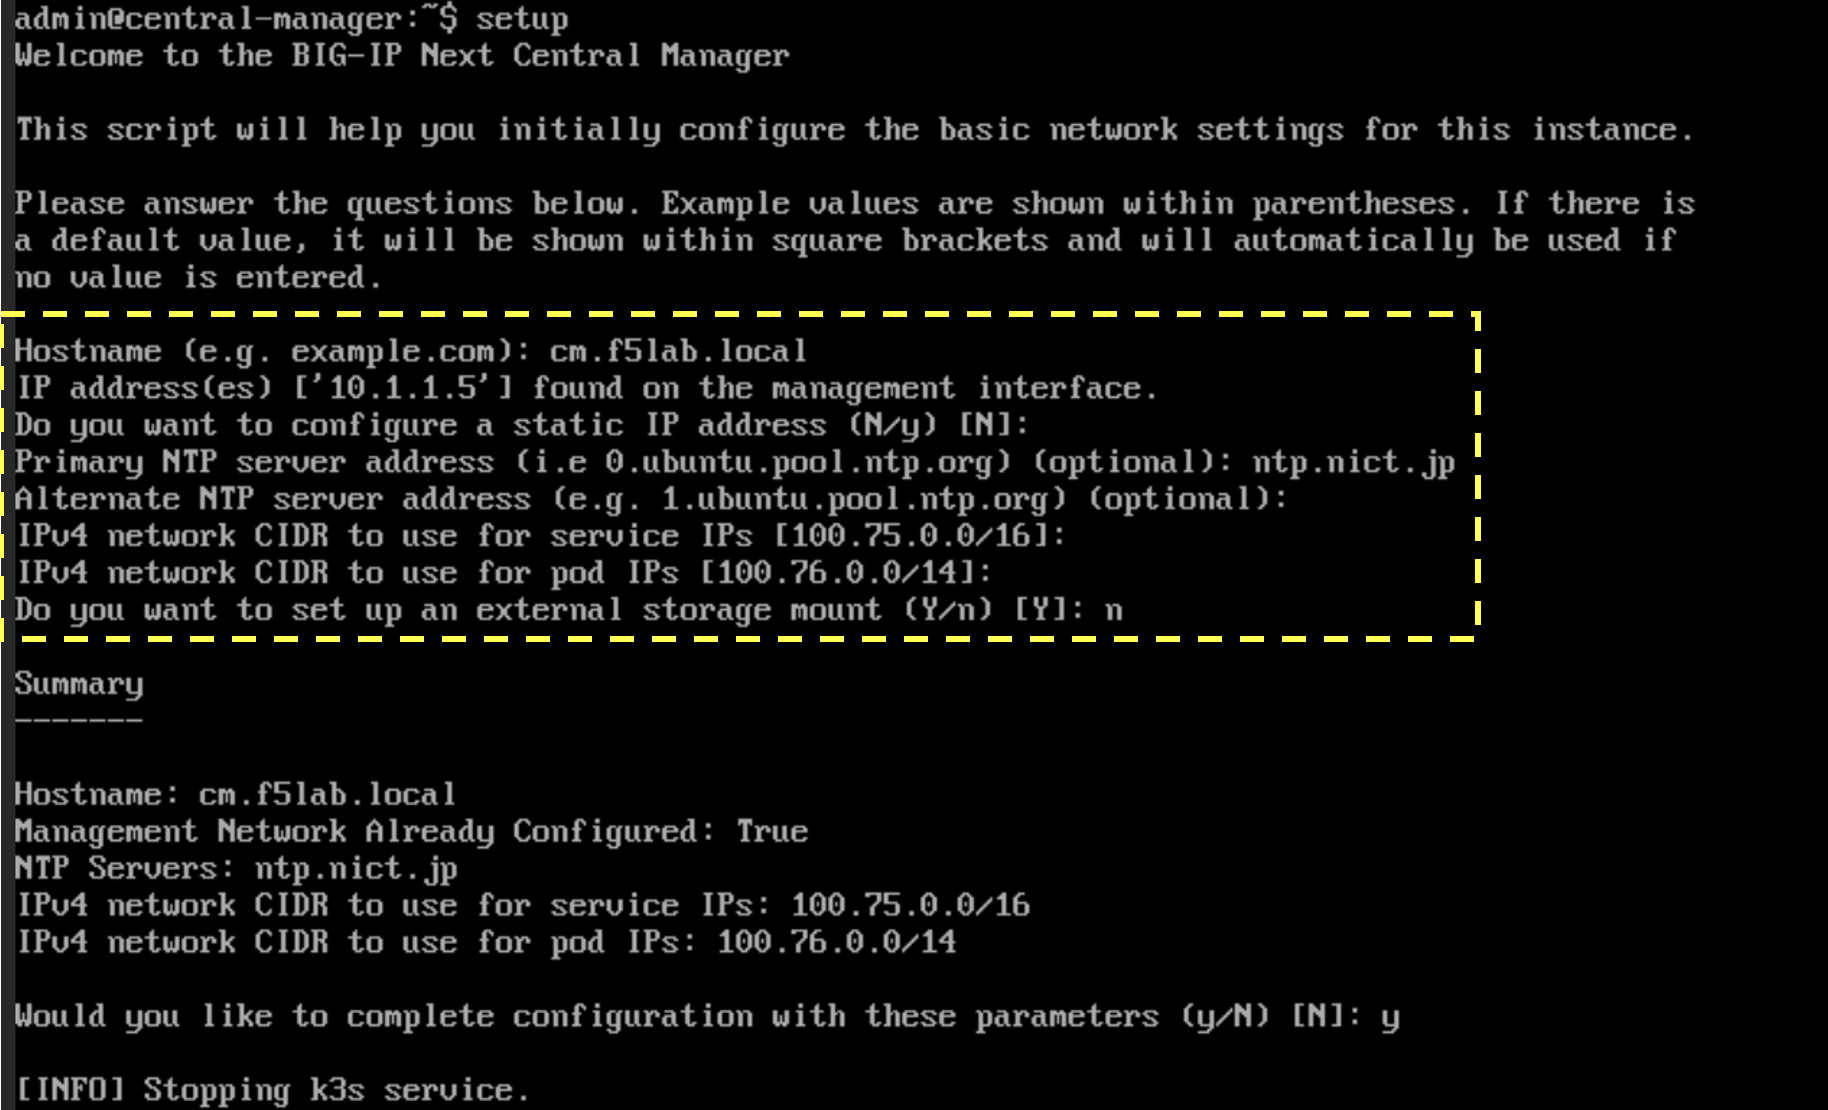 admin@central-manager:~$ setup
Welcome to the BIG-IP Next Central Manager
This script will help you initially configure the basic network settings for this instance.
Please answer the questions below. Example values are shown within parentheses. If there is
a default value, it will be shown within square brackets and will automatically be used if
no value is entered.
Hostname (e.g. example.com): cm.f5lab.local
IP address(es) ['10.1.1.5'] found on the management interface.
Do you want to configure a static IP address (N/y) [N]:
Primary NTP server address (i.e 0.ubuntu.pool.ntp.org) (optional): ntp.nict.jp
Alternate NTP server address (e.g. 1.ubuntu.pool.ntp.org) (optional):
IPv4 network CIDR to use for service IPs [100.75.0.0/16]:
IPv4 network CIDR to use for pod IPs [100.76.0.0/14]:
Do you want to set up an external storage mount (Y/n) [Y]: n
Summary
-------
Hostname: cm.f5lab.local
Management Network Already Configured: True
NTP Servers: ntp.nict.jp
IPv4 network CIDR to use for service IPs: 100.75.0.0/16
IPv4 network CIDR to use for pod IPs: 100.76.0.0/14
Would you like to complete configuration with these parameters (y/N) [N]: y
[INFO] Stopping k3s service.